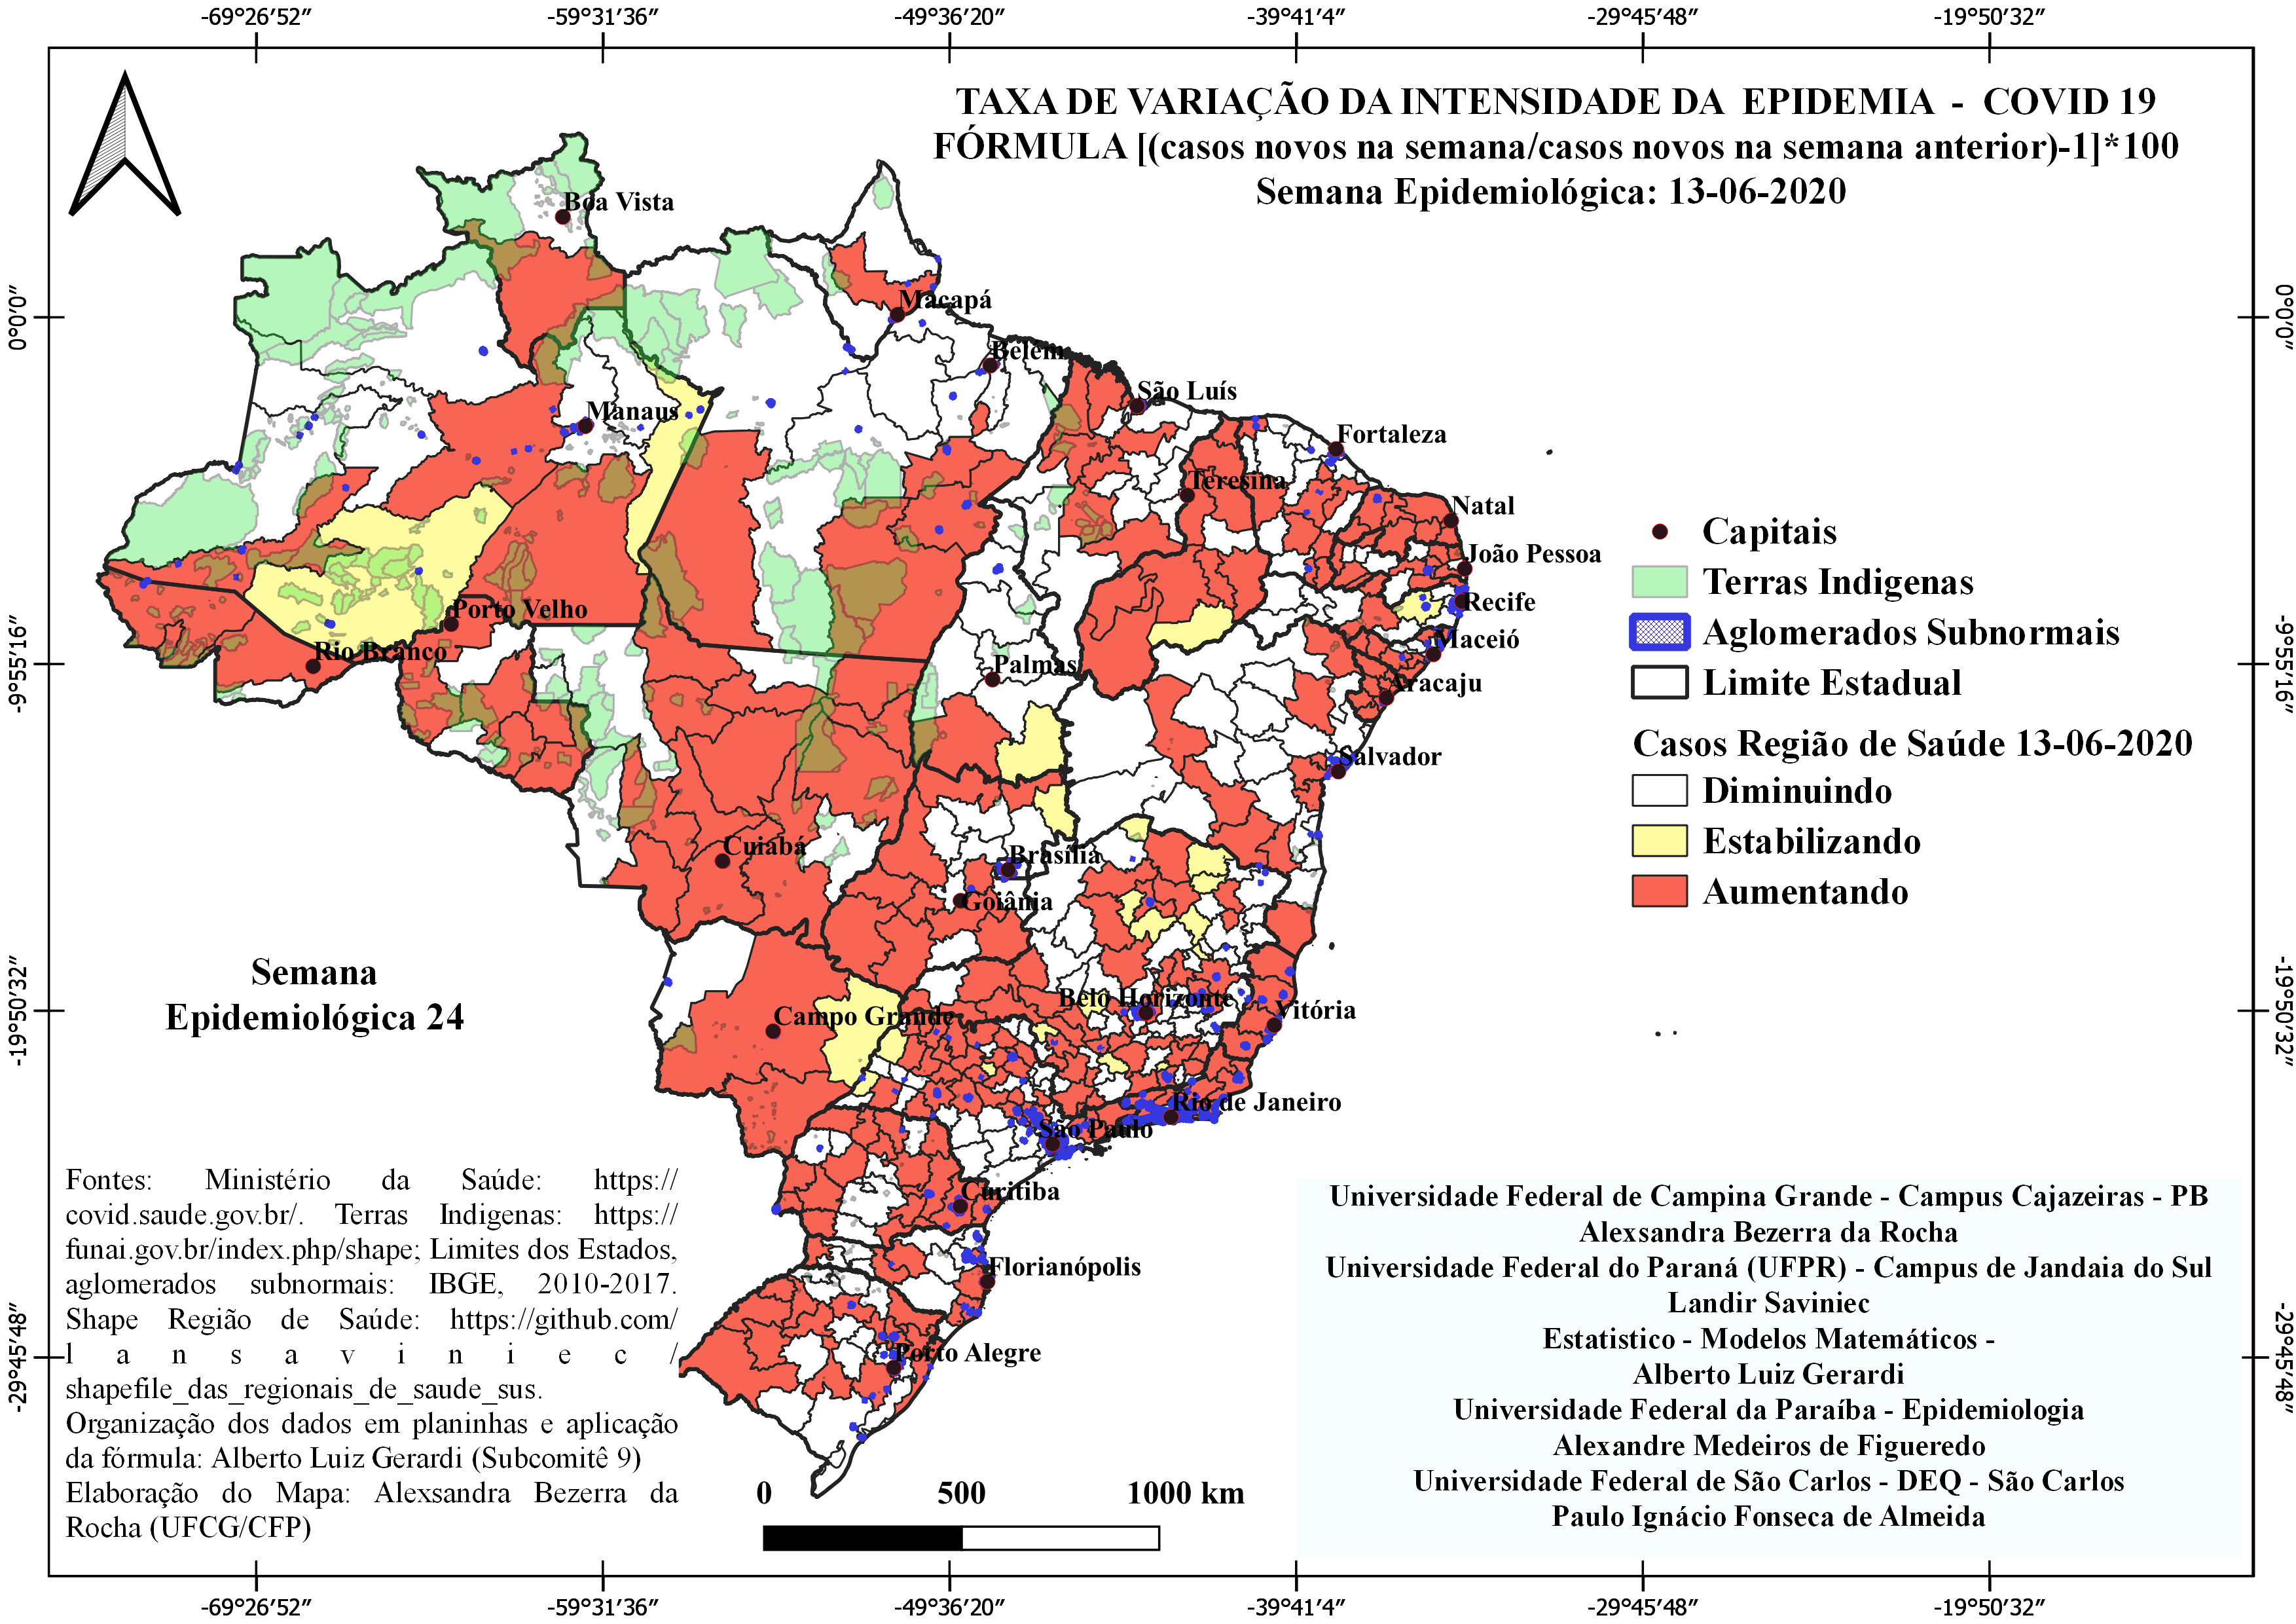 -69°26′52″ -59°31′36″ -49°36′20″ -39°41′4″ -29°45′48″ -19°50′32″
TAXA DE VARIAÇÃO DA INTENSIDADE DA EPIDEMIA - COVID 19
FÓRMULA [(casos novos na semana/casos novos na semana anterior)-1]*100
Semana Epidemiológica: 13-06-2020
0°0′0″
-9°55′16″
-19°50′32″
-29°45′48″
Boa Vista
Macapá
Belém
São Luís
Manaus
Fortaleza
Teresina
Natal
João Pessoa
Porto Velho
Recife
Rio Branco
Maceió
Palmas
Aracaju
Salvador
Cuiabá
Brasília
Goiânia
Belo Horizonte
Campo Grande
Vitória
Rio de Janeiro
São Paulo
Curitiba
Florianópolis
Porto Alegre
Capitais
Terras Indigenas
Aglomerados Subnormais
Limite Estadual
Casos Região de Saúde 13-06-2020
Diminuindo
Estabilizando
Aumentando
0°0′0″
-9°55′16″
-19°50′32″
-29°45′48″
Semana
Epidemiológica 24
Fontes: Ministério da Saúde: https://
covid.saude.gov.br/. Terras Indigenas: https://
funai.gov.br/index.php/shape; Limites dos Estados,
aglomerados subnormais: IBGE, 2010-2017.
Shape Região de Saúde: https://github.com/
l a n s a v i n i e c /
shapefile_das_regionais_de_saude_sus.
Organização dos dados em planinhas e aplicação
da fórmula: Alberto Luiz Gerardi (Subcomitê 9)
Elaboração do Mapa: Alexsandra Bezerra da
Rocha (UFCG/CFP)
0 500 1000 km
Universidade Federal de Campina Grande - Campus Cajazeiras - PB
Alexsandra Bezerra da Rocha
Universidade Federal do Paraná (UFPR) - Campus de Jandaia do Sul
Landir Saviniec
Estatistico - Modelos Matemáticos -
Alberto Luiz Gerardi
Universidade Federal da Paraíba - Epidemiologia
Alexandre Medeiros de Figueredo
Universidade Federal de São Carlos - DEQ - São Carlos
Paulo Ignácio Fonseca de Almeida
-69°26′52″ -59°31′36″ -49°36′20″ -39°41′4″ -29°45′48″ -19°50′32″